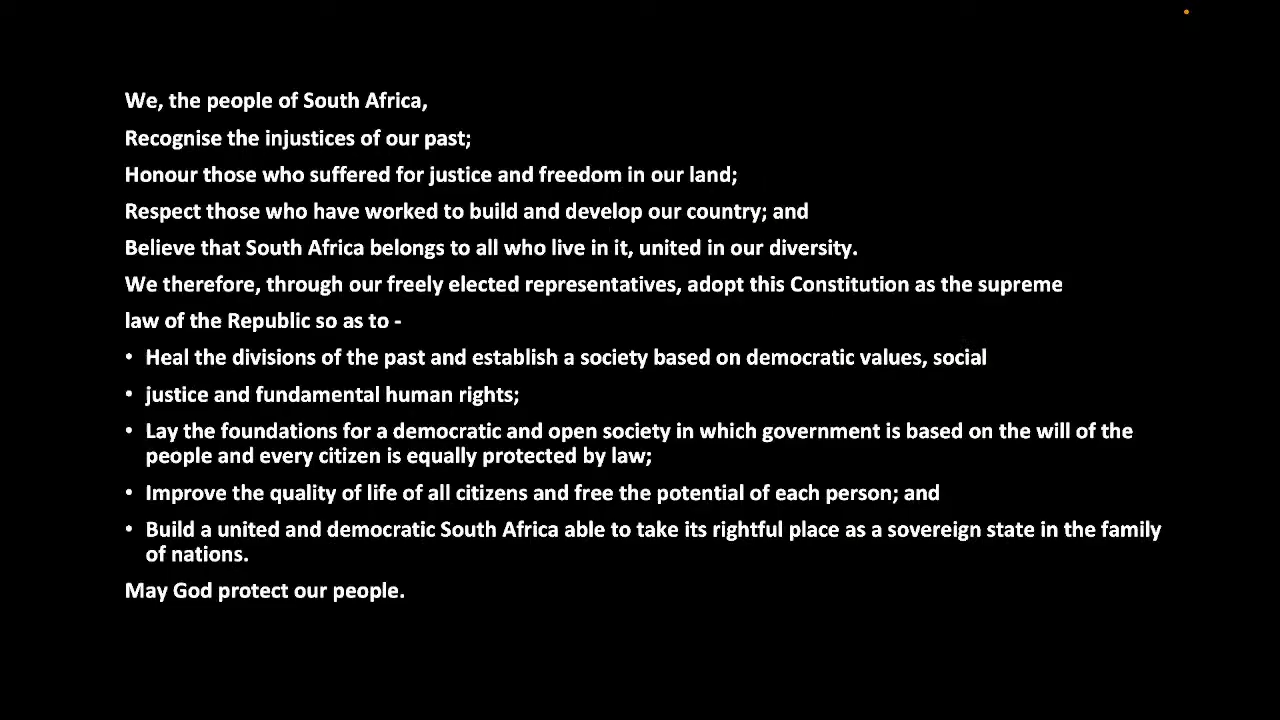 We, the people of South Africa,
Recognise the injustices of our past;
Honour those who suffered for justice and freedom in our land;
Respect those who have worked to build and develop our country; and
Believe that South Africa belongs to all who live in it, united in our diversity.
We therefore, through our freely elected representatives, adopt this Constitution as the supreme
law of the Republic so as to -
• Heal the divisions of the past and establish a society based on democratic values, social
• justice and fundamental human rights;
• Lay the foundations for a democratic and open society in which government is based on the will of the
people and every citizen is equally protected by law;
• Improve the quality of life of all citizens and free the potential of each person; and
• Build a united and democratic South Africa able to take its rightful place as a sovereign state in the family
of nations.
May God protect our people.